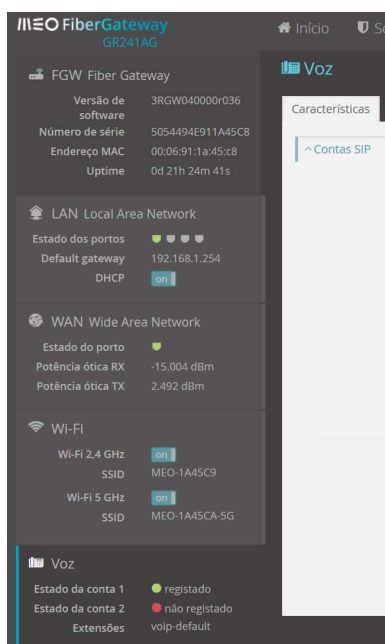 MEO FiberGateway
GR241AG
Início
FGW Fiber Gateway
Versão de software 3RGW040000r036
Número de série 5054494E911A45C8
Endereço MAC 00:06:91:1a:45:c8
Uptime 0d 21h 24m 41s
LAN Local Area Network
Estado dos portos
Default gateway 192.168.1.254
DHCP on
WAN Wide Area Network
Estado do porto
Potência ótica RX -15.004 dBm
Potência ótica TX 2.492 dBm
Wi-Fi
Wi-Fi 2,4 GHz on
SSID MEO-1A45C9
Wi-Fi 5 GHz on
SSID MEO-1A45CA-5G
Voz
Estado da conta 1 registado
Estado da conta 2 não registado
Extensões voip-default
Voz
Características
Contas SIP